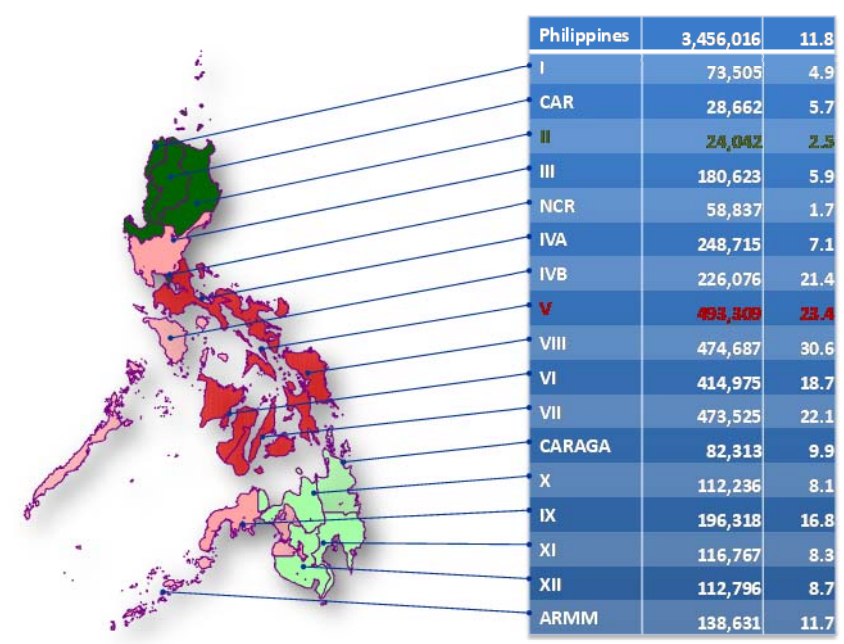 Philippines 3,456,016 11.8
I 73,505 4.9
CAR 28,662 5.7
II 24,042 2.5
III 180,623 5.9
NCR 58,837 1.7
IVA 248,715 7.1
IVB 226,076 21.4
V 493,309 23.4
VIII 474,687 30.6
VI 414,975 18.7
VII 473,525 22.1
CARAGA 82,313 9.9
X 112,236 8.1
IX 196,318 16.8
XI 116,767 8.3
XII 112,796 8.7
ARMM 138,631 11.7